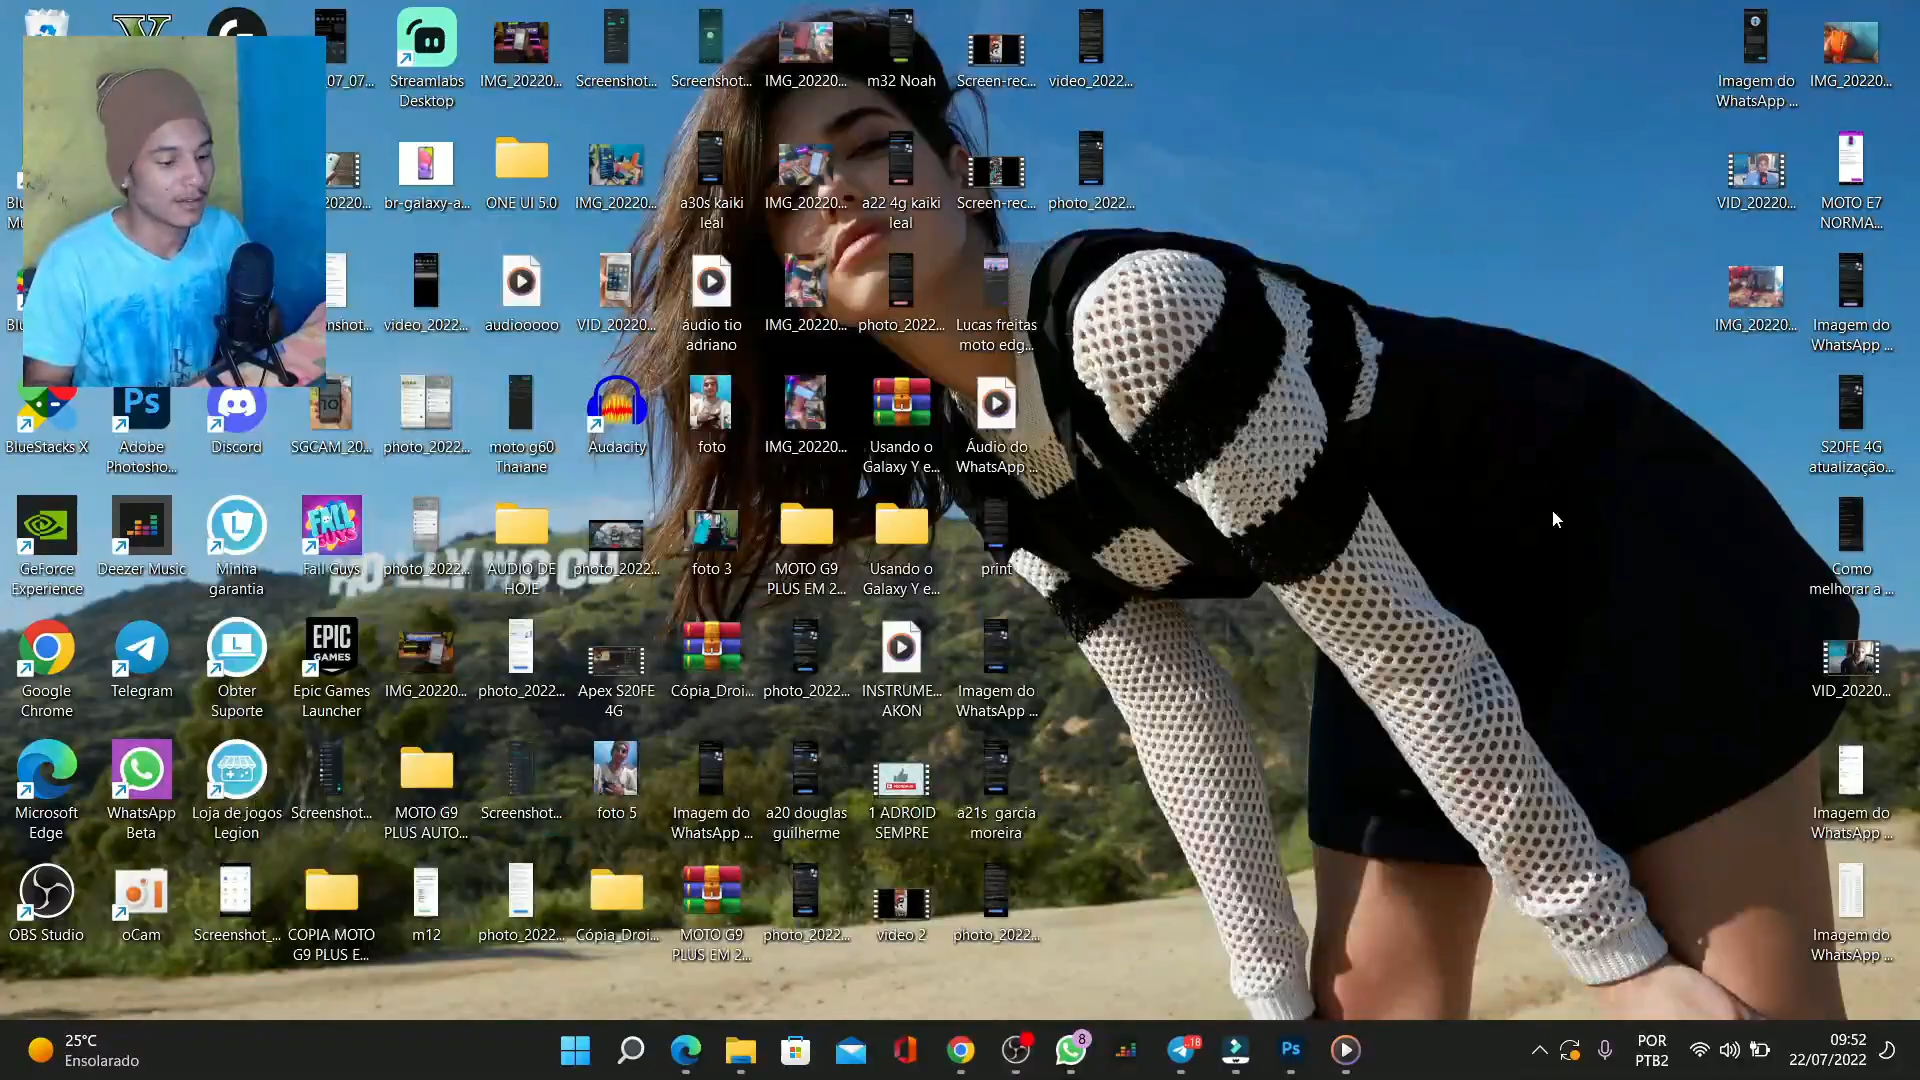 _07_07...
Streamlabs
Desktop
IMG_20220...
Screenshot...
Screenshot...
IMG_20220...
m32 Noah
Screen-rec...
video_2022...
Imagem do
WhatsApp ...
IMG_20220...
br-galaxy-a...
ONE UI 5.0
IMG_20220...
a30s kaiki
leal
IMG_20220...
a22 4g kaiki
leal
Screen-rec...
photo_2022...
VID_20220...
MOTO E7
NORMA...
video_2022...
audiooooo
VID_20220...
áudio tio
adriano
IMG_20220...
photo_2022...
Lucas freitas
moto edg...
IMG_20220...
Imagem do
WhatsApp ...
BlueStacks X
Ps
Adobe
Photosho...
Discord
SGCAM_20...
photo_2022...
moto g60
Thaiane
Audacity
foto
IMG_20220...
Usando o
Galaxy Y e...
Áudio do
WhatsApp ...
S20FE 4G
atualização...
GeForce
Experience
Deezer Music
Minha
garantia
FALL
GUYS
Fall Guys
photo_2022...
AUDIO DE
HOJE
photo_2022...
foto 3
MOTO G9
PLUS EM 2...
Usando o
Galaxy Y e...
print
Como
melhorar a ...
Google
Chrome
Telegram
Obter
Suporte
EPIC
GAMES
Epic Games
Launcher
IMG_20220...
photo_2022...
Apex S20FE
4G
Cópia_Droi...
photo_2022...
INSTRUME...
AKON
Imagem do
WhatsApp ...
VID_20220...
Microsoft
Edge
WhatsApp
Beta
Loja de jogos
Legion
Screenshot...
MOTO G9
PLUS AUTO...
Screenshot...
foto 5
Imagem do
WhatsApp ...
a20 douglas
guilherme
1 ADROID
SEMPRE
a21s garcia
moreira
Imagem do
WhatsApp ...
OBS Studio
oCam
Screenshot_...
COPIA MOTO
G9 PLUS E...
m12
photo_2022...
Cópia_Droi...
MOTO G9
PLUS EM 2...
photo_2022...
video 2
photo_2022...
Imagem do
WhatsApp ...
25°C
Ensolarado
8
18
Ps
POR
PTB2
09:52
22/07/2022